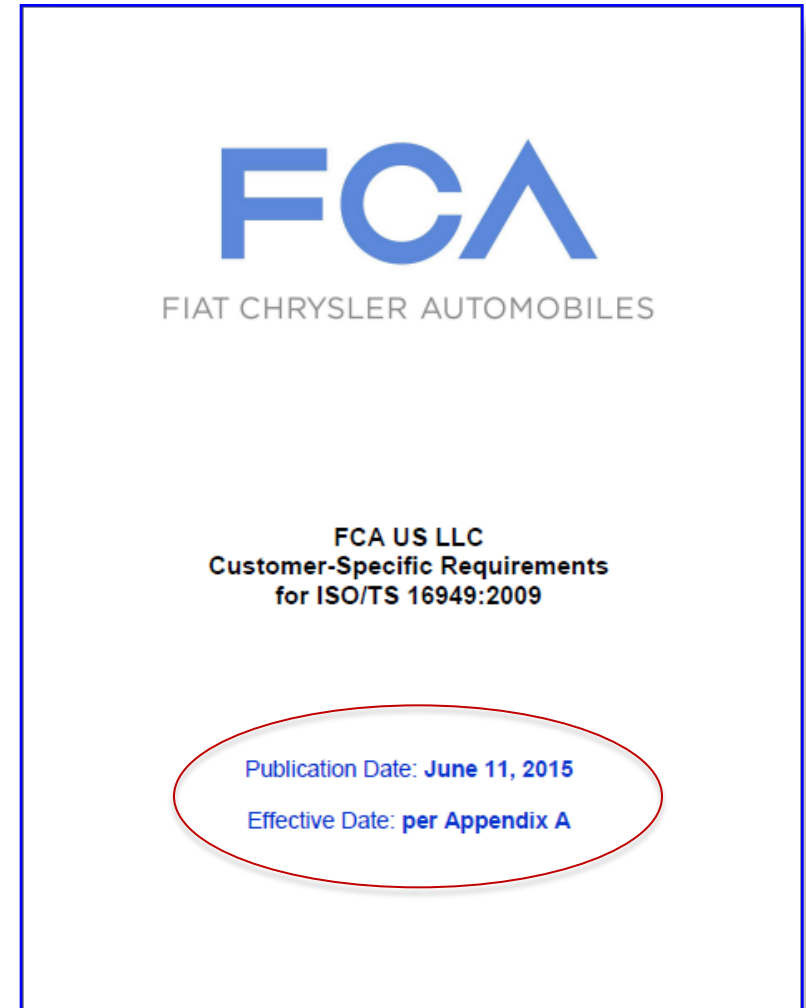 FCA
FIAT CHRYSLER AUTOMOBILES
FCA US LLC
Customer-Specific Requirements
for ISO/TS 16949:2009
Publication Date: June 11, 2015
Effective Date: per Appendix A